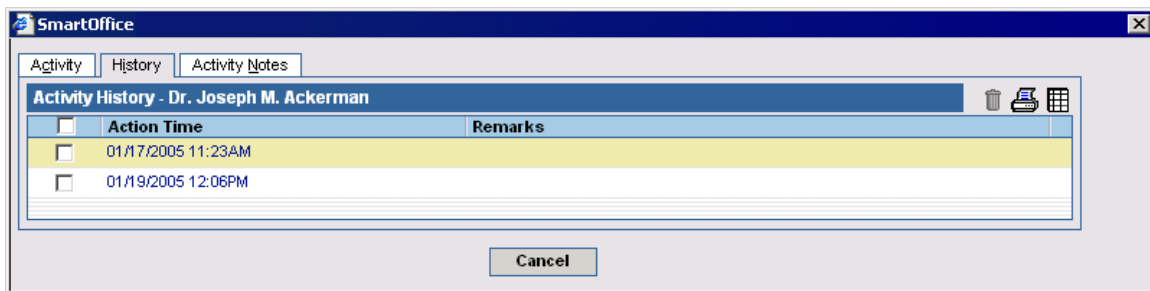 SmartOffice
Activity History Activity Notes
Activity History - Dr. Joseph M. Ackerman
Action Time Remarks
01/17/2005 11:23AM
01/19/2005 12:06PM
Cancel